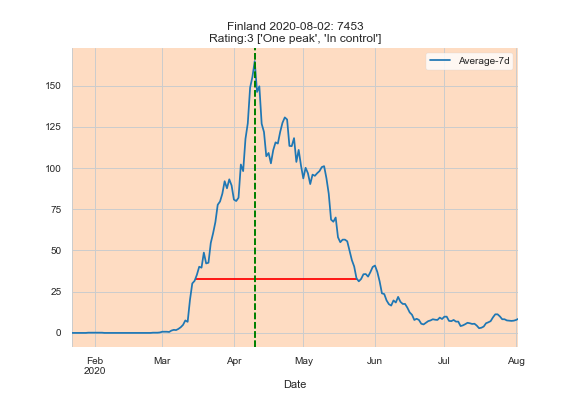 Finland 2020-08-02: 7453
Rating:3 ['One peak', 'In control']
Average-7d
150
125
100
75
50
25
0
Feb
2020
Mar
Apr
May
Jun
Jul
Aug
Date